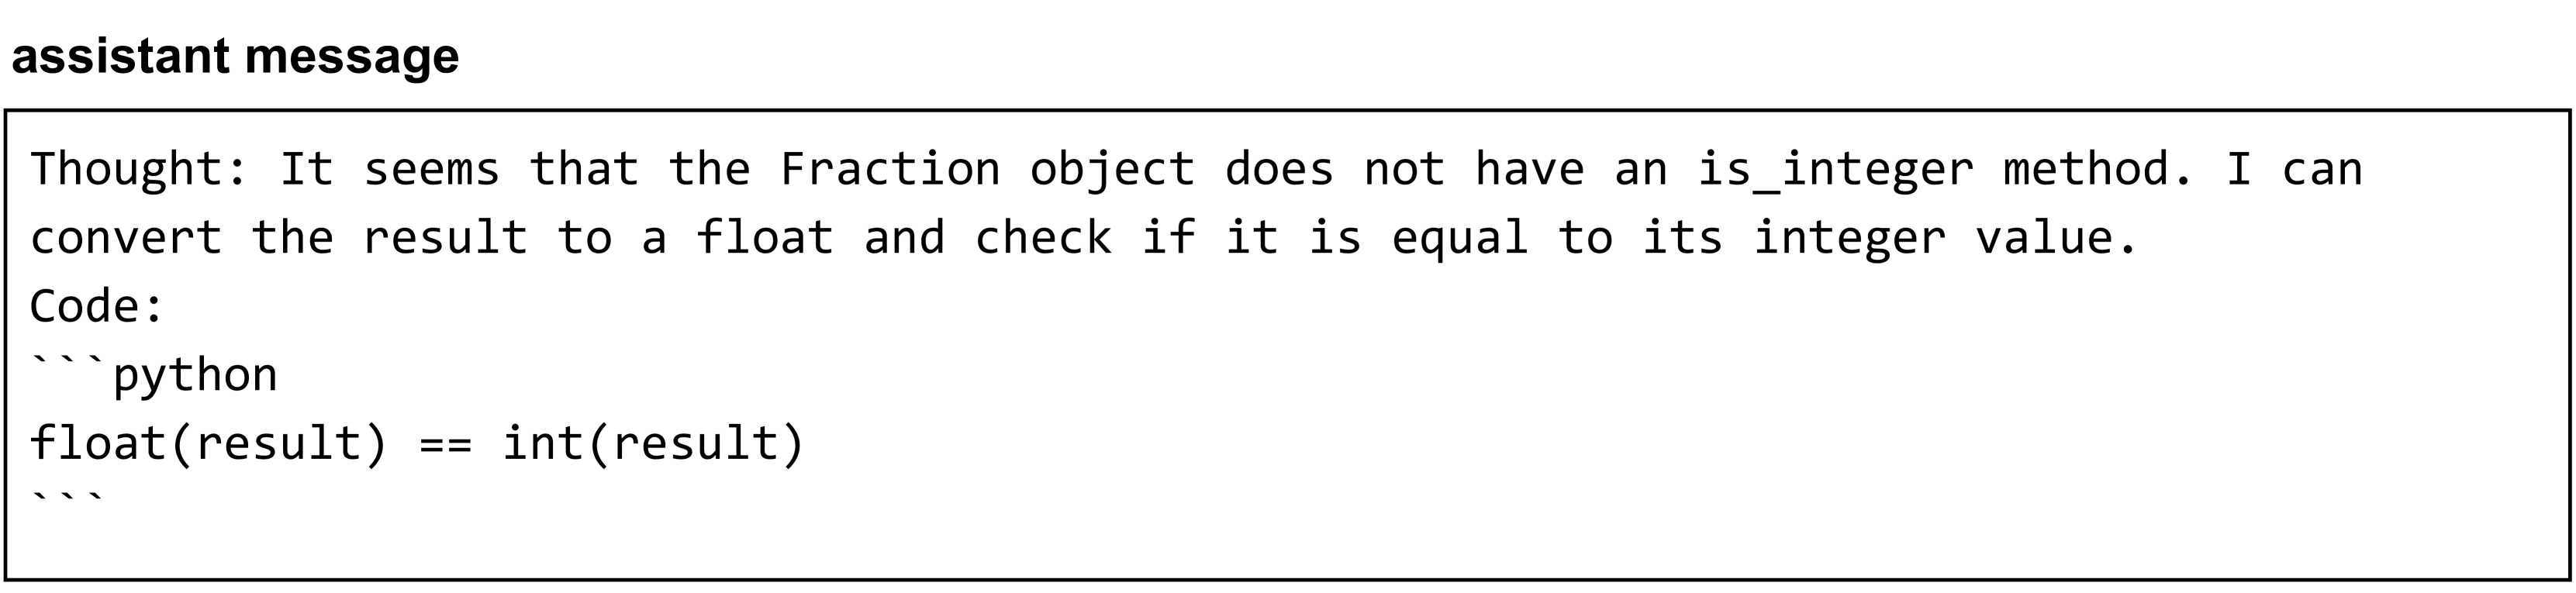 assistant message
Thought: It seems that the Fraction object does not have an is_integer method. I can
convert the result to a float and check if it is equal to its integer value.
Code:
```python
float(result) == int(result)
```